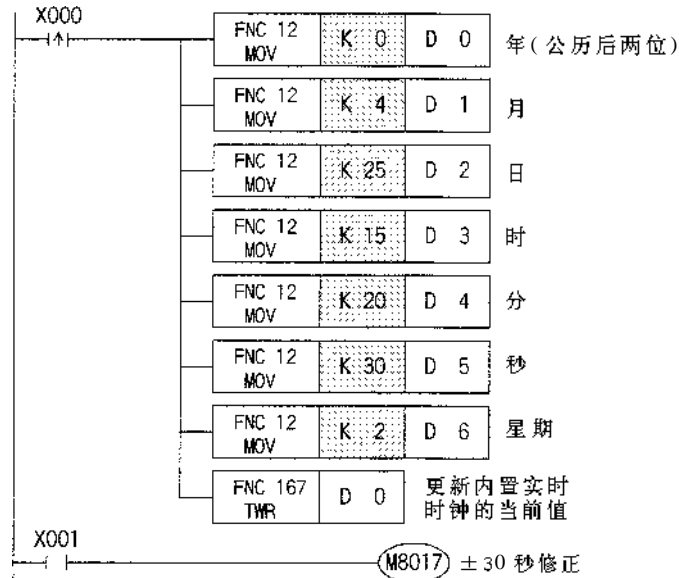 X000
FNC 12 MOV K 0 D 0 年(公历后两位)
FNC 12 MOV K 4 D 1 月
FNC 12 MOV K 25 D 2 日
FNC 12 MOV K 15 D 3 时
FNC 12 MOV K 20 D 4 分
FNC 12 MOV K 30 D 5 秒
FNC 12 MOV K 2 D 6 星期
FNC 167 TWR D 0 更新内置实时
时钟的当前值
X001
M8017 ±30 秒修正